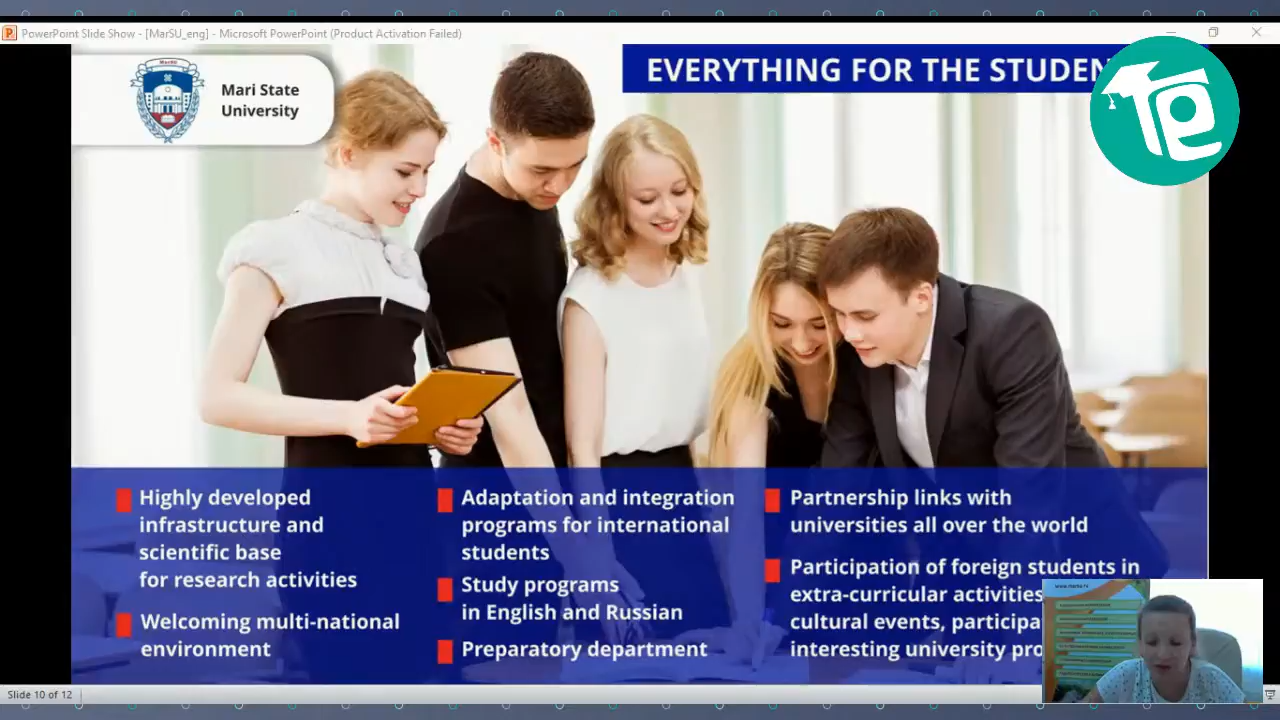 PowerPoint Slide Show - [MarSU_eng] - Microsoft PowerPoint (Product Activation Failed)
EVERYTHING FOR THE STUDEN
Mari State
University
Highly developed
infrastructure and
scientific base
for research activities
Welcoming multi-national
environment
Adaptation and integration
programs for international
students
Study programs
in English and Russian
Preparatory department
Partnership links with
universities all over the world
Participation of foreign students in
extra-curricular activities
cultural events, participa
interesting university pro
Slide 10 of 12